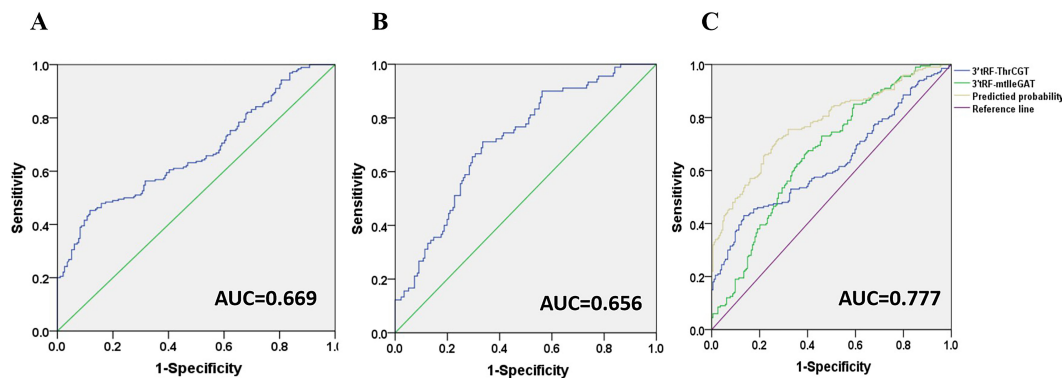 A
1.0
0.8
0.6
0.4
0.2
0.0
Sensitivity
0.0 0.2 0.4 0.6 0.8 1.(
1-Specificity
AUC=0.669
B
1.0
0.8
0.6
0.4
0.2
0.0
Sensitivity
0.0 0.2 0.4 0.6 0.8 1.0
1-Specificity
AUC=0.656
C
1.0
0.8
0.6
0.4
0.2
0.0
Sensitivity
0.0 0.2 0.4 0.6 0.8 1.0
1-Specificity
AUC=0.777
3'tRF-ThrCGT
3'tRF-mtIleGAT
Predictied probability
Reference line